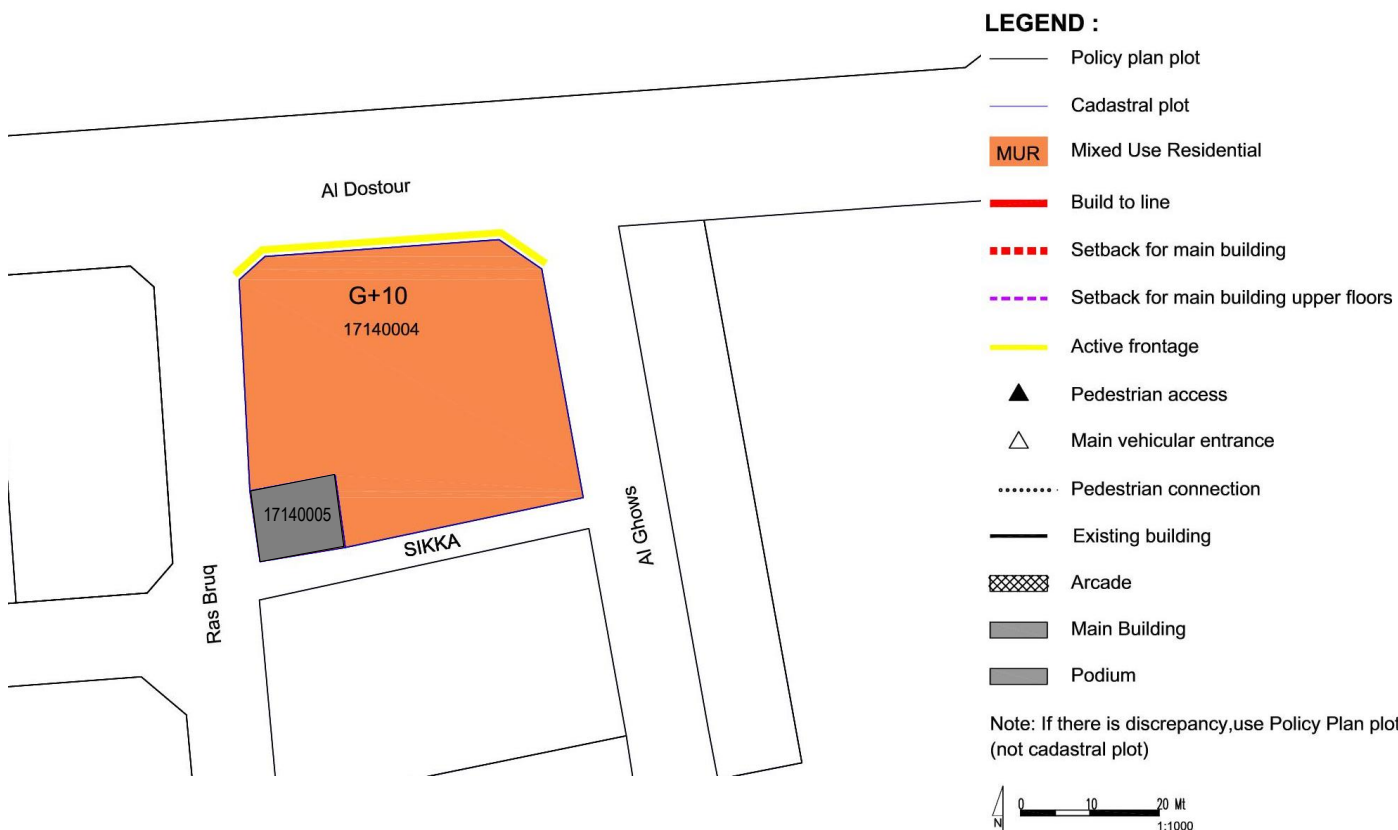 LEGEND :
Policy plan plot
Cadastral plot
MUR Mixed Use Residential
Build to line
Setback for main building
Setback for main building upper floors
Active frontage
Pedestrian access
Main vehicular entrance
Pedestrian connection
Existing building
Arcade
Main Building
Podium
Note: If there is discrepancy,use Policy Plan plot
(not cadastral plot)
N
0 10 20 Mt
1:1000
Al Dostour
G+10
17140004
17140005
SIKKA
Al Ghows
Ras Bruq